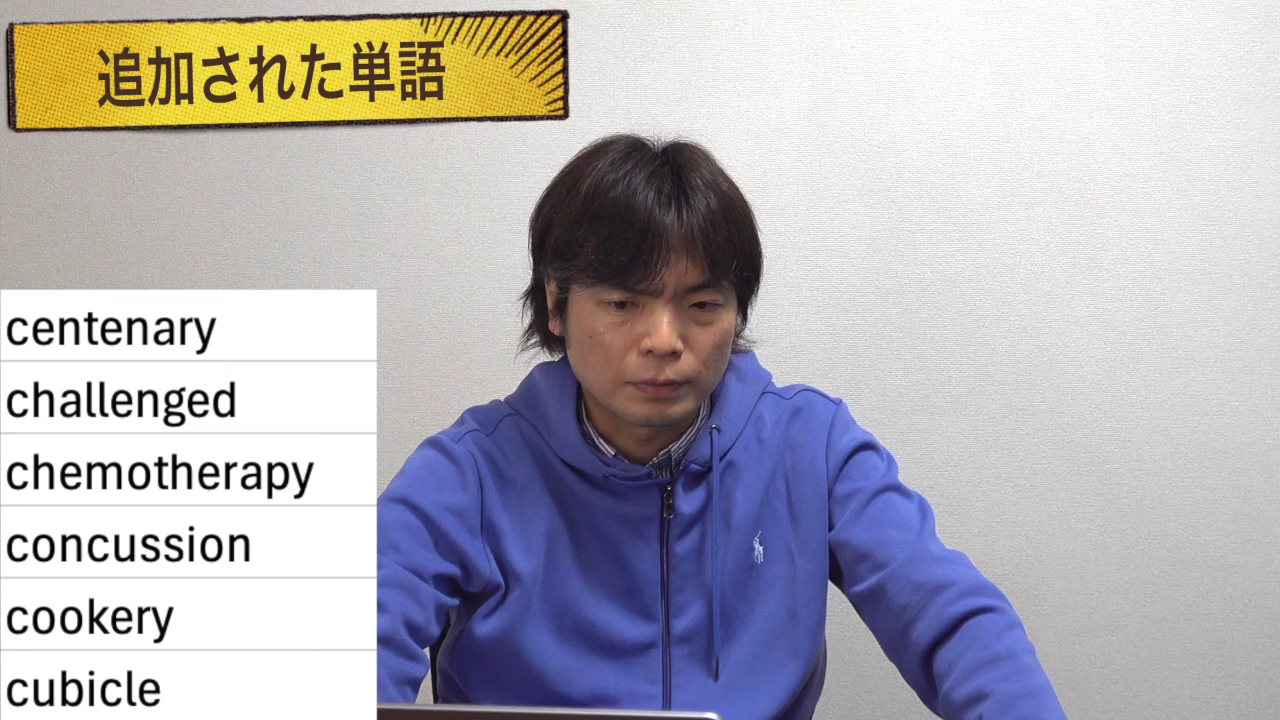 追加された単語
centenary
challenged
chemotherapy
concussion
cookery
cubicle